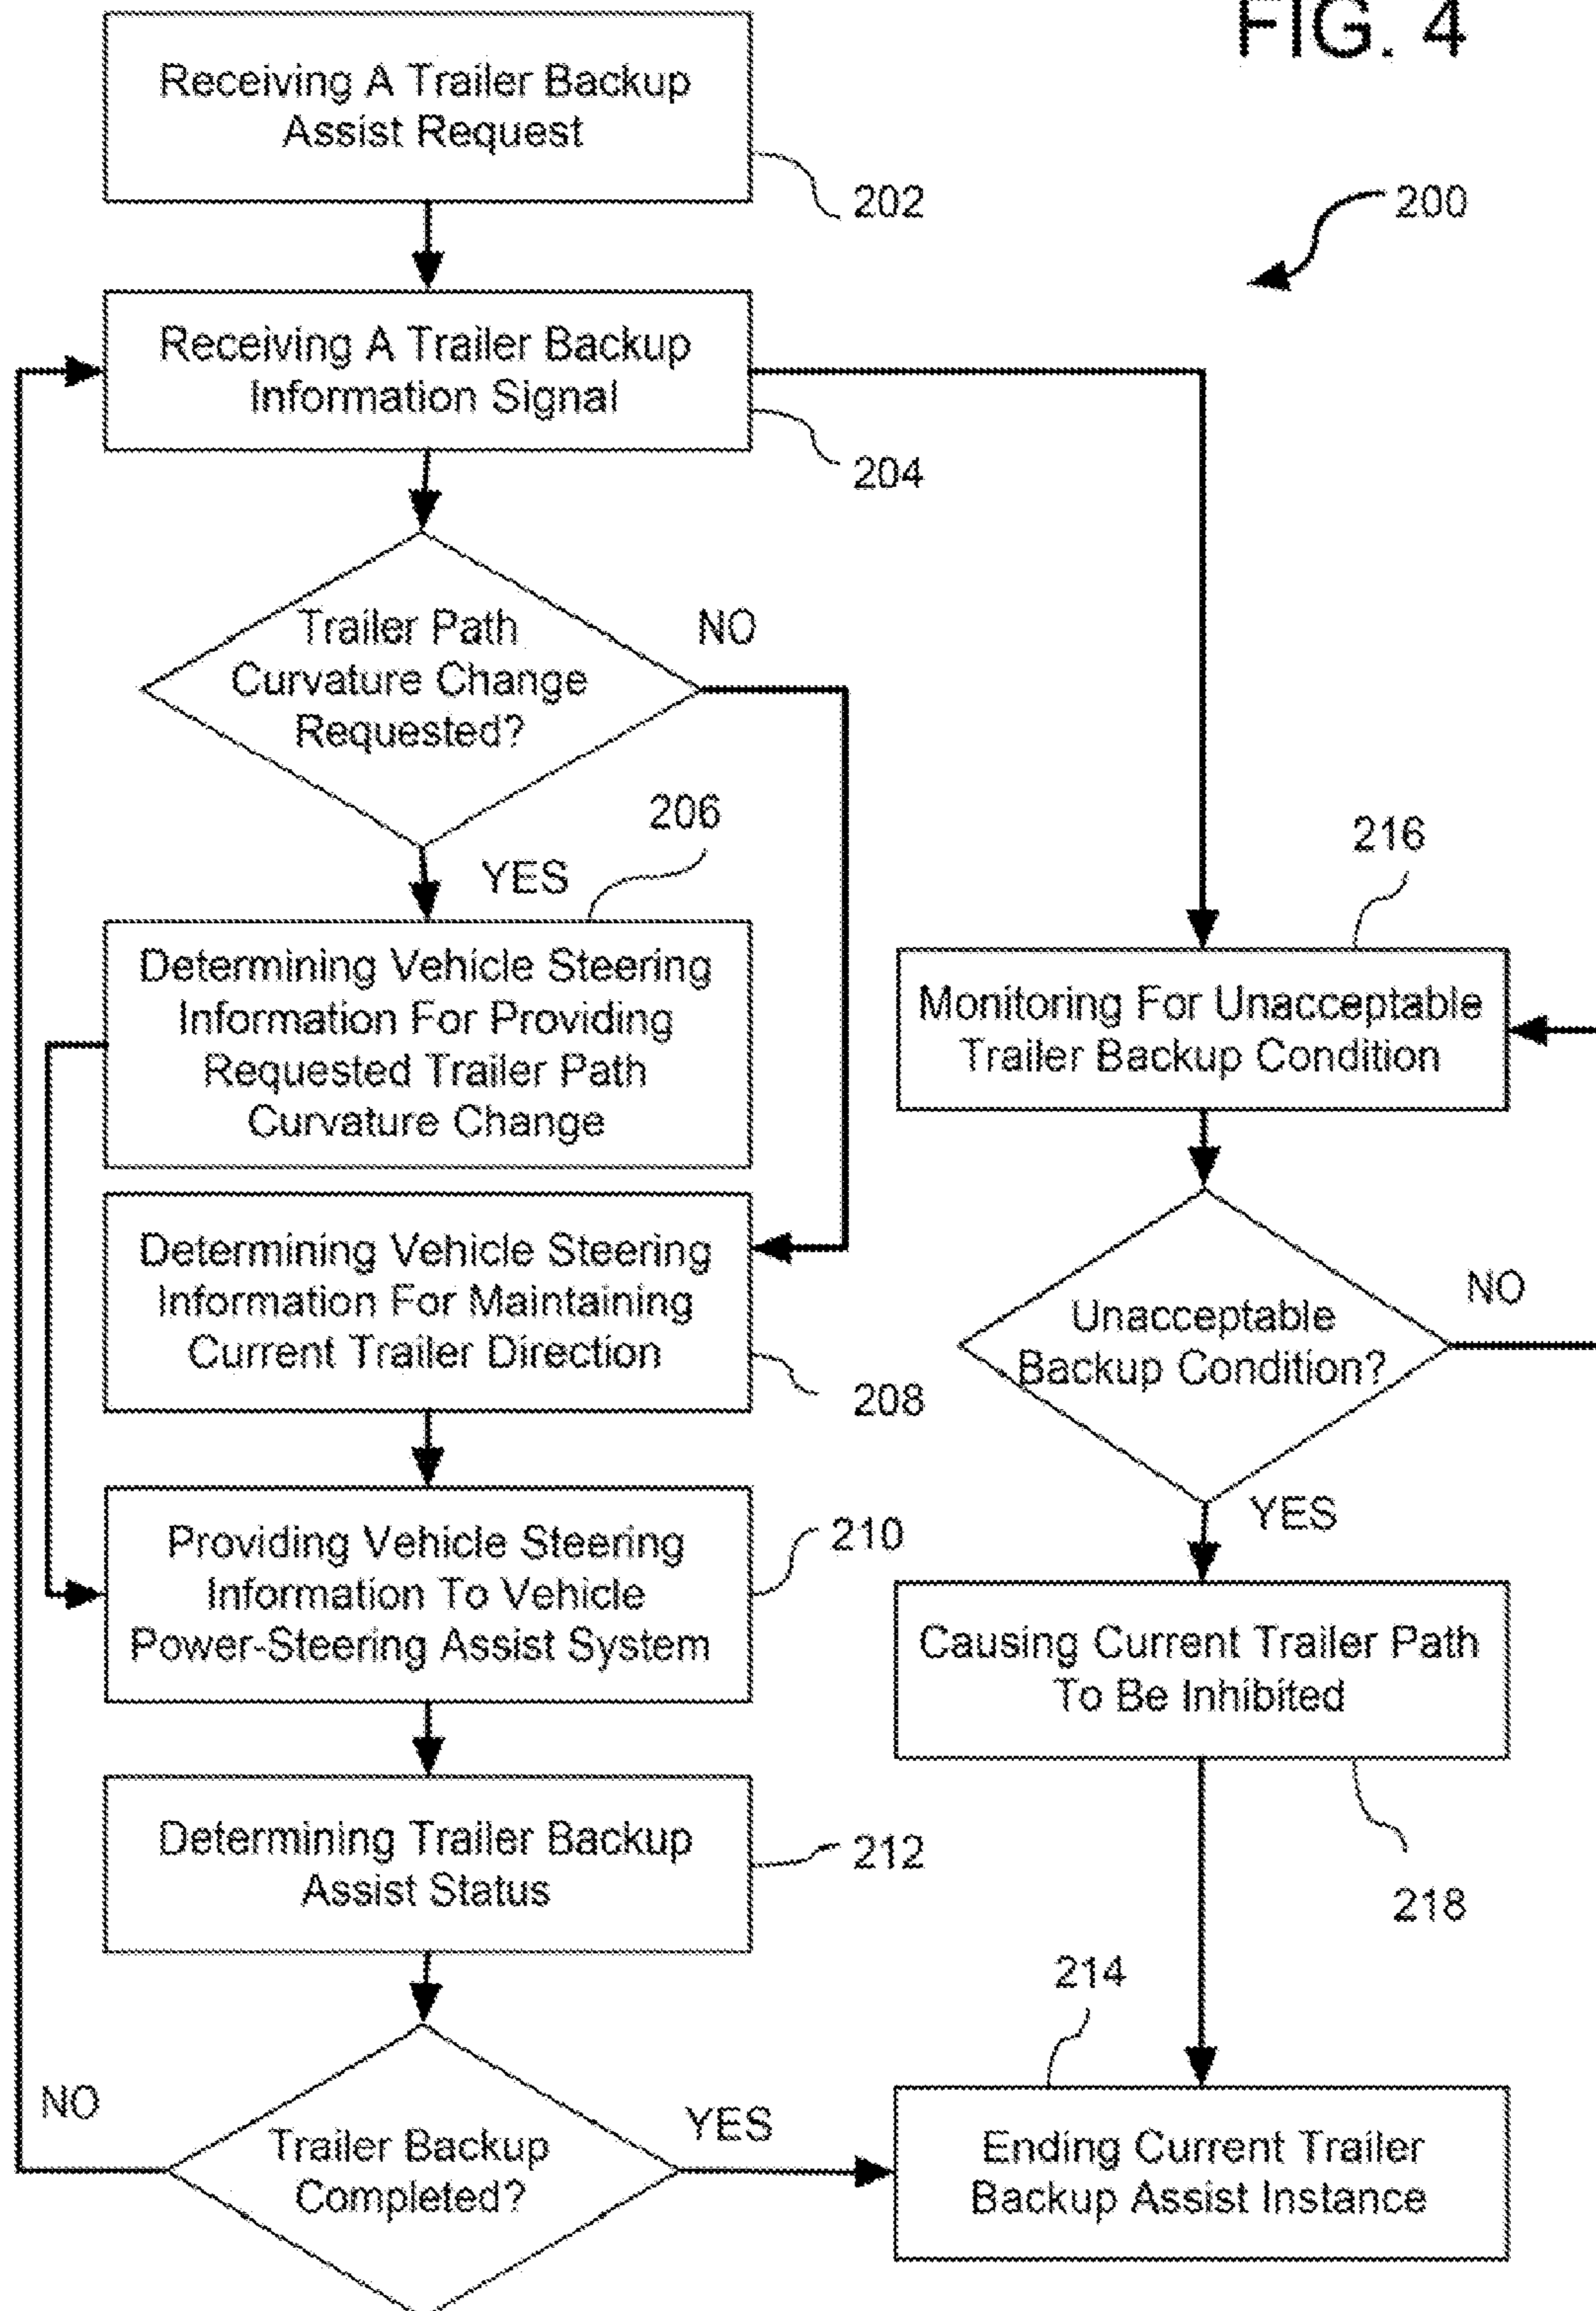 FIG. 4
Receiving A Trailer Backup
Assist Request
202
200
Receiving A Trailer Backup
Information Signal
204
Trailer Path
Curvature Change
Requested?
NO
YES
206
Determining Vehicle Steering
Information For Providing
Requested Trailer Path
Curvature Change
Determining Vehicle Steering
Information For Maintaining
Current Trailer Direction
208
Providing Vehicle Steering
Information To Vehicle
Power-Steering Assist System
210
Determining Trailer Backup
Assist Status
212
Trailer Backup
Completed?
NO
YES
216
Monitoring For Unacceptable
Trailer Backup Condition
Unacceptable
Backup Condition?
NO
YES
Causing Current Trailer Path
To Be Inhibited
218
214
Ending Current Trailer
Backup Assist Instance